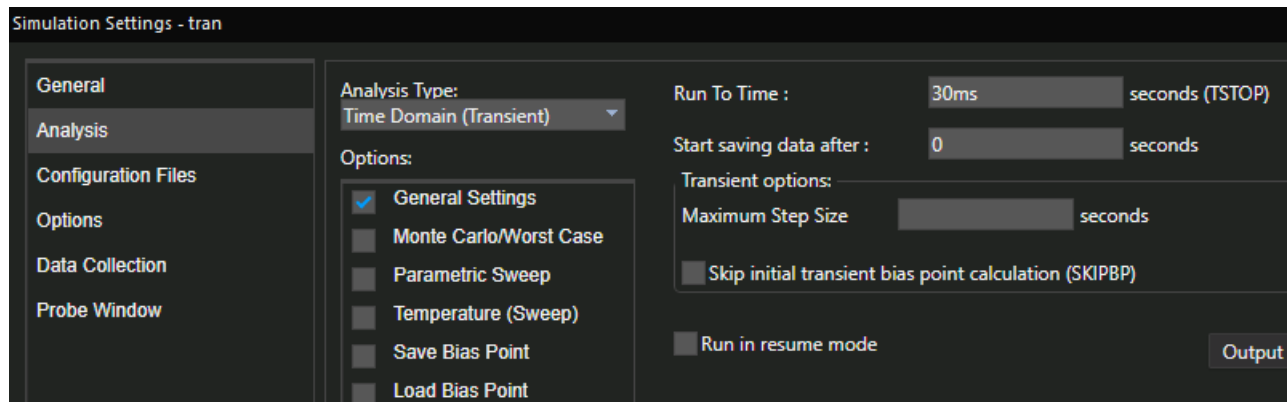 Simulation Settings - tran
General
Analysis
Configuration Files
Options
Data Collection
Probe Window
Analysis Type:
Time Domain (Transient)
Options:
General Settings
Monte Carlo/Worst Case
Parametric Sweep
Temperature (Sweep)
Save Bias Point
Load Bias Point
Run To Time : 30ms seconds (TSTOP)
Start saving data after : 0 seconds
Transient options:
Maximum Step Size seconds
Skip initial transient bias point calculation (SKIPBP)
Run in resume mode
Output